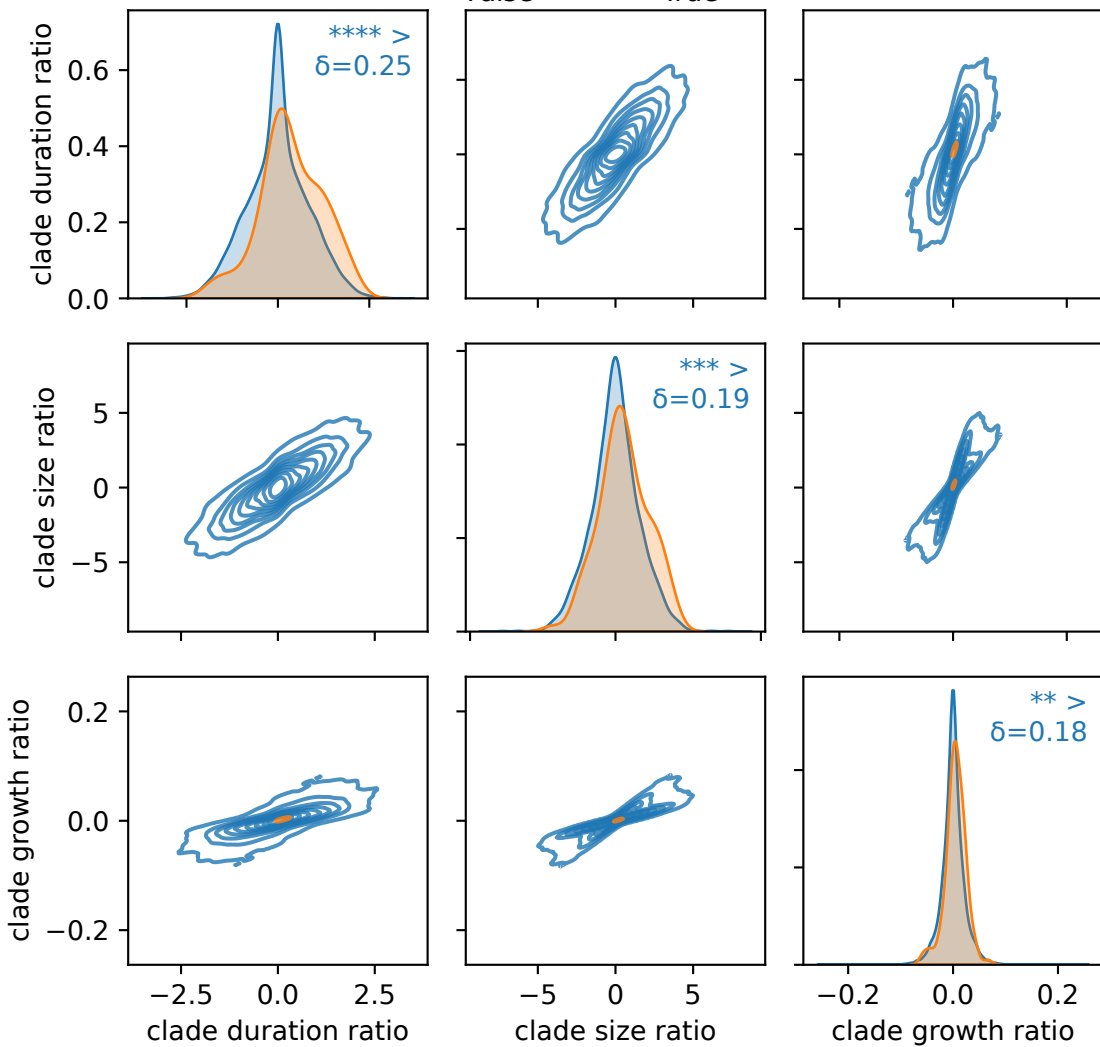 **** >
δ=0.25
clade duration ratio
0.6
0.4
0.2
0.0
*** >
δ=0.19
clade size ratio
5
0
−5
** >
δ=0.18
clade growth ratio
0.2
0.0
−0.2
−2.5 0.0 2.5
−5 0 5
−0.2 0.0 0.2
clade duration ratio
clade size ratio
clade growth ratio